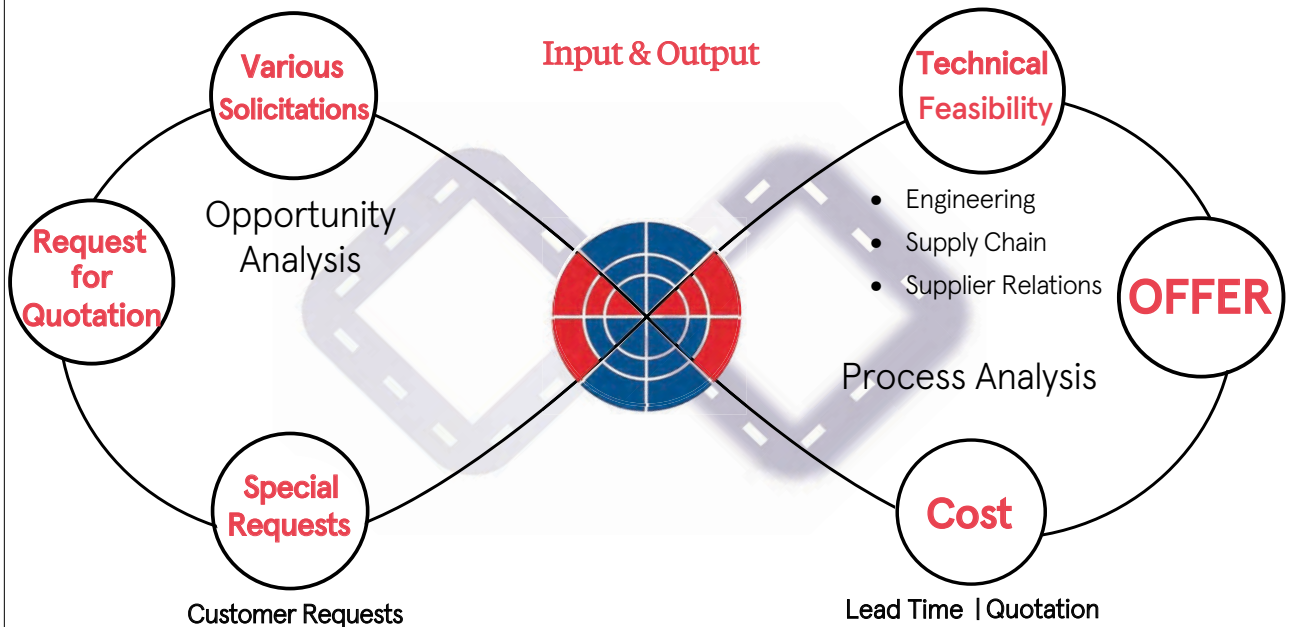 Input & Output
Various
Solicitations
Opportunity
Analysis
Request
for
Quotation
Special
Requests
Customer Requests
Technical
Feasibility
• Engineering
• Supply Chain
• Supplier Relations
OFFER
Process Analysis
Cost
Lead Time | Quotation